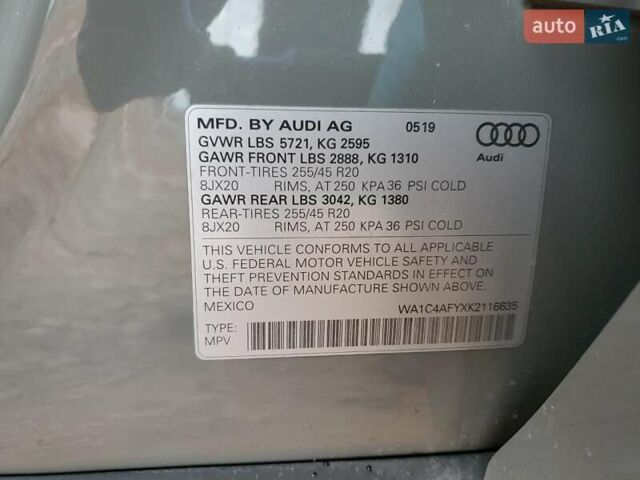 auto RIA.com
MFD. BY AUDI AG 0519
GVWR LBS 5721, KG 2595
GAWR FRONT LBS 2888, KG 1310
FRONT-TIRES 255/45 R20
8JX20 RIMS, AT 250 KPA 36 PSI COLD
GAWR REAR LBS 3042, KG 1380
REAR-TIRES 255/45 R20
8JX20 RIMS, AT 250 KPA 36 PSI COLD
Audi
THIS VEHICLE CONFORMS TO ALL APPLICABLE
U.S. FEDERAL MOTOR VEHICLE SAFETY AND
THEFT PREVENTION STANDARDS IN EFFECT ON
THE DATE OF MANUFACTURE SHOWN ABOVE.
MEXICO WA1C4AFYXK2116635
TYPE:
MPV